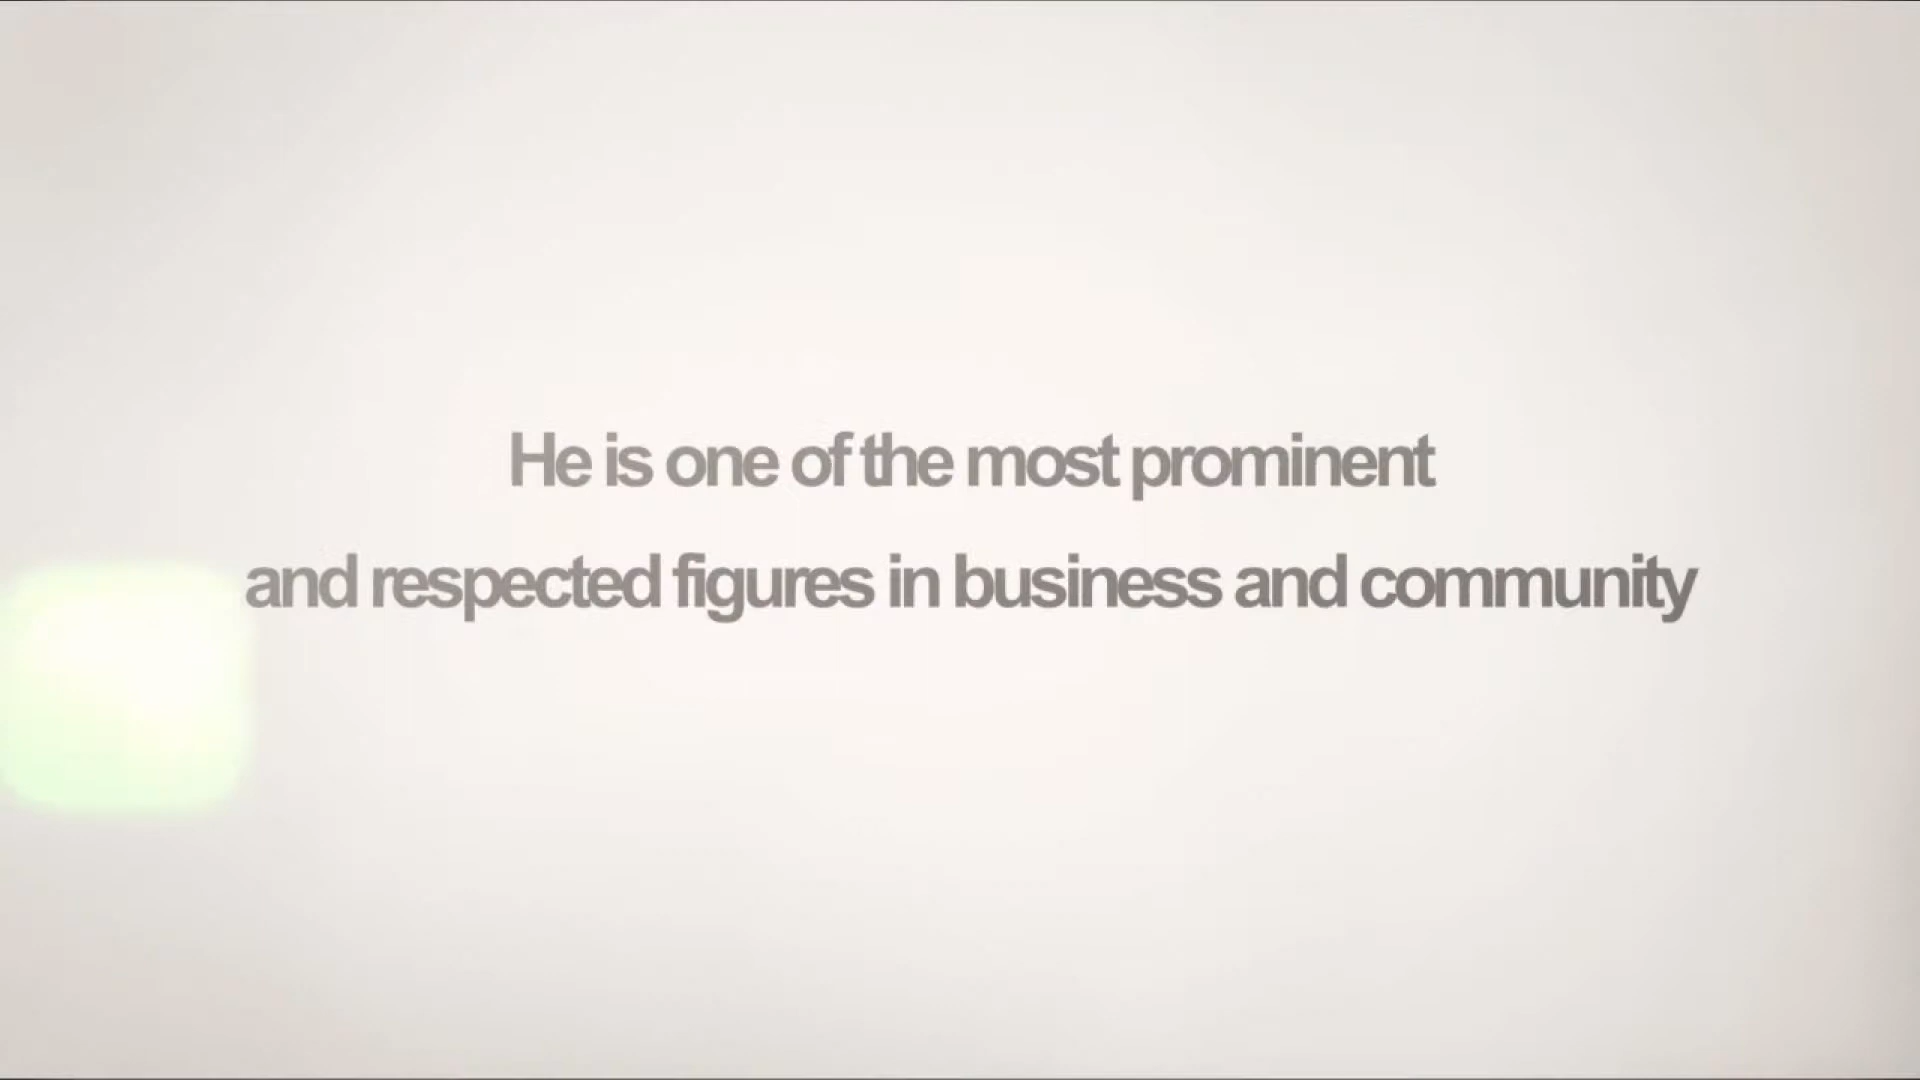 He is one of the most prominent
and respected figures in business and community